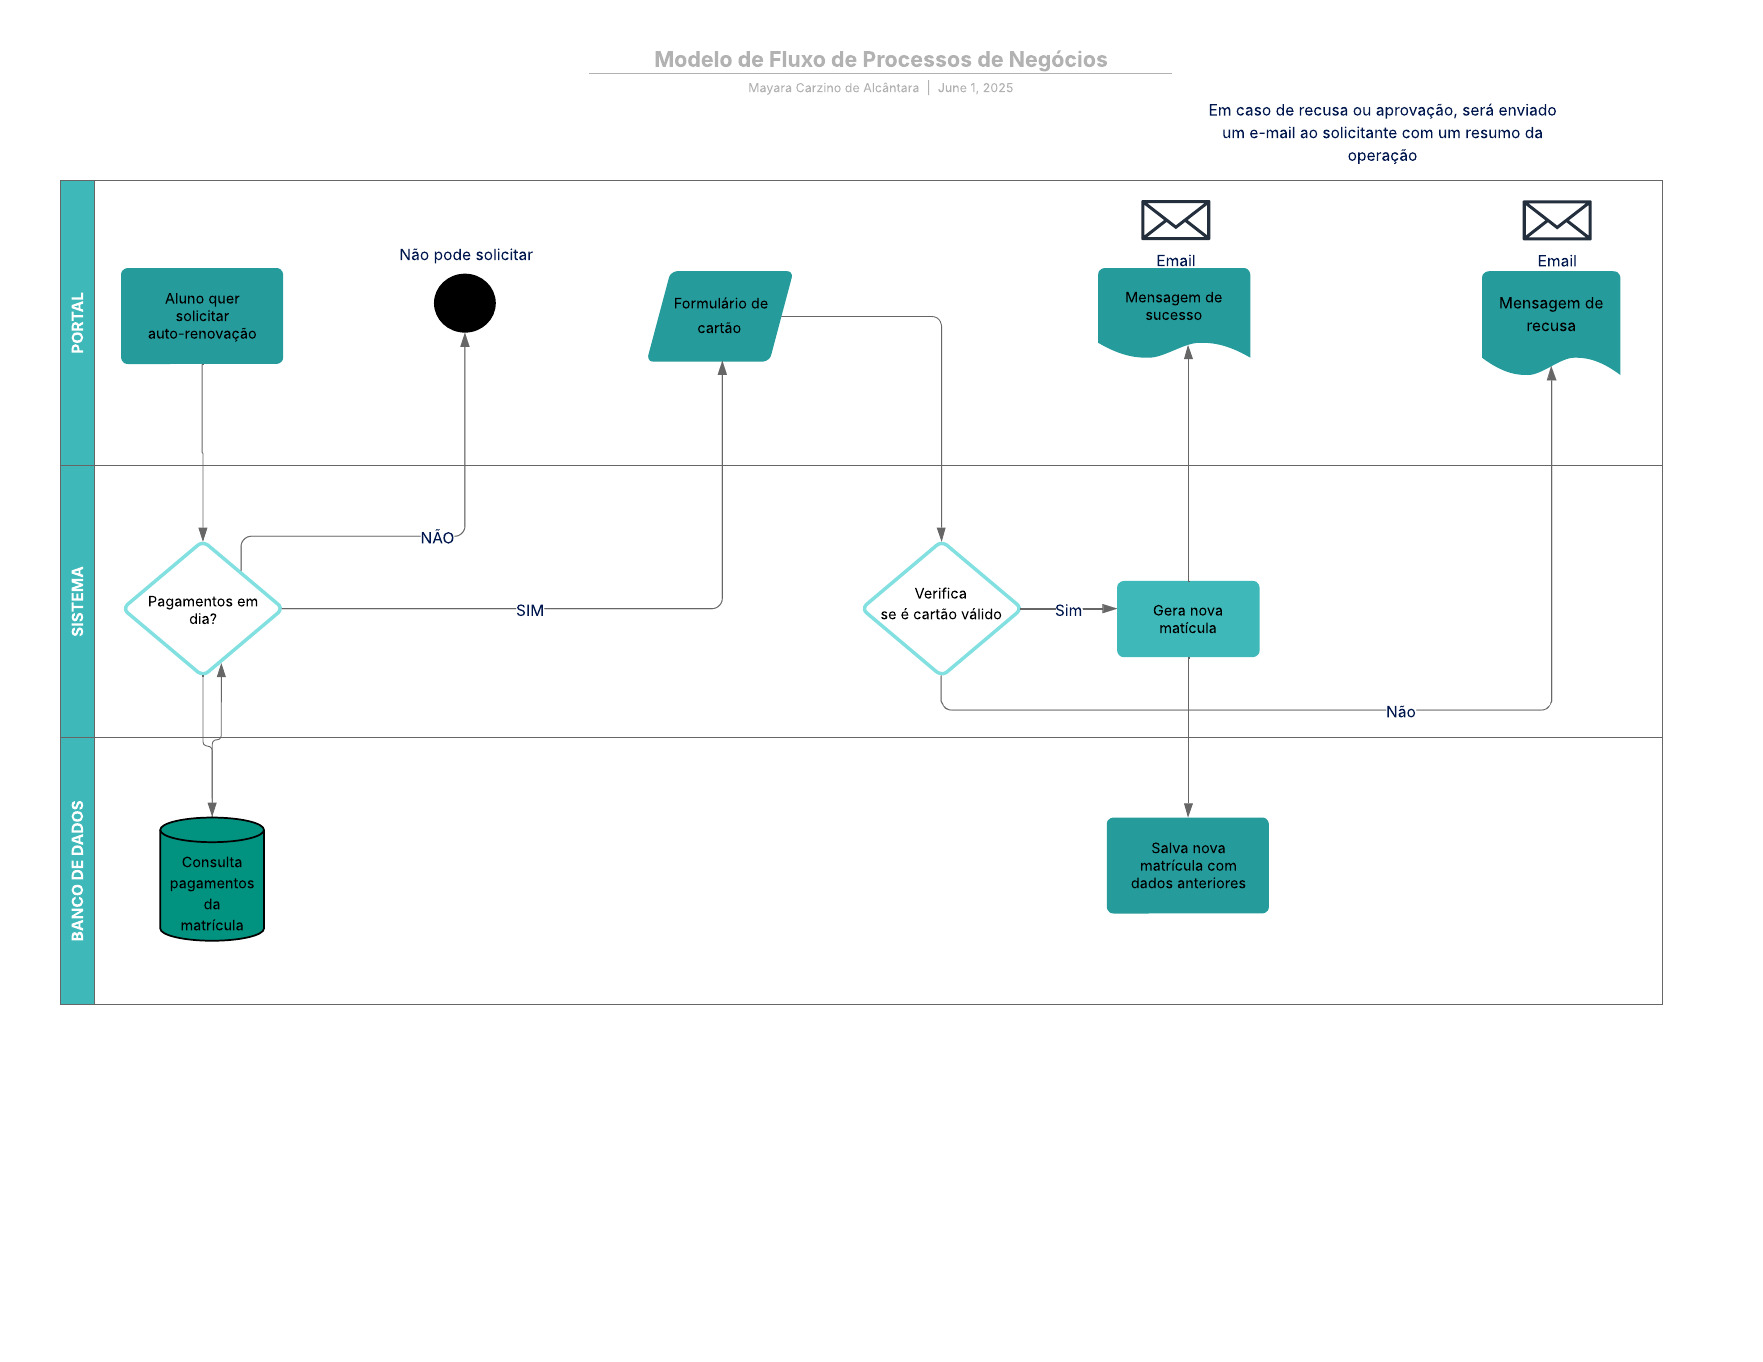 Modelo de Fluxo de Processos de Negócios
Mayara Carzino de Alcântara | June 1, 2025
Em caso de recusa ou aprovação, será enviado
um e-mail ao solicitante com um resumo da
operação
PORTAL
Aluno quer
solicitar
auto-renovação
Não pode solicitar
Formulário de
cartão
Email
Mensagem de
sucesso
Email
Mensagem de
recusa
SISTEMA
Pagamentos em
dia?
NÃO
SIM
Verifica
se é cartão válido
Sim
Gera nova
matícula
Não
BANCO DE DADOS
Consulta
pagamentos
da
matrícula
Salva nova
matrícula com
dados anteriores